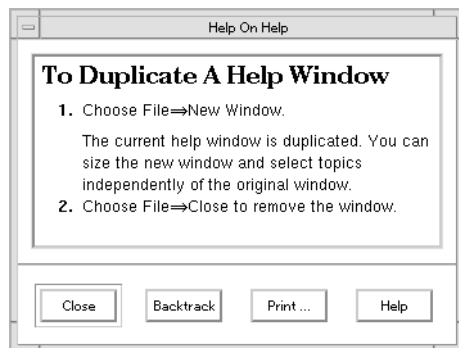 Help On Help
To Duplicate A Help Window
1. Choose File⇒New Window.
The current help window is duplicated. You can
size the new window and select topics
independently of the original window.
2. Choose File⇒Close to remove the window.
Close Backtrack Print ... Help